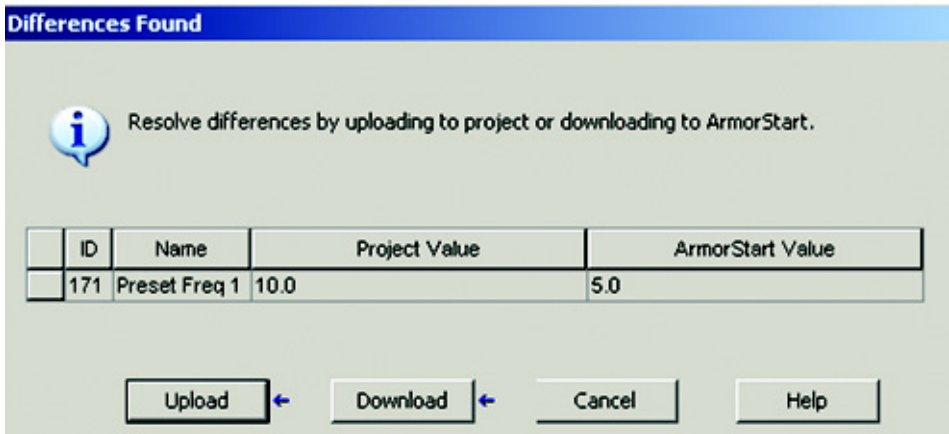 Differences Found
Resolve differences by uploading to project or downloading to ArmorStart.
ID Name Project Value ArmorStart Value
171 Preset Freq 1 10.0 5.0
Upload Download Cancel Help